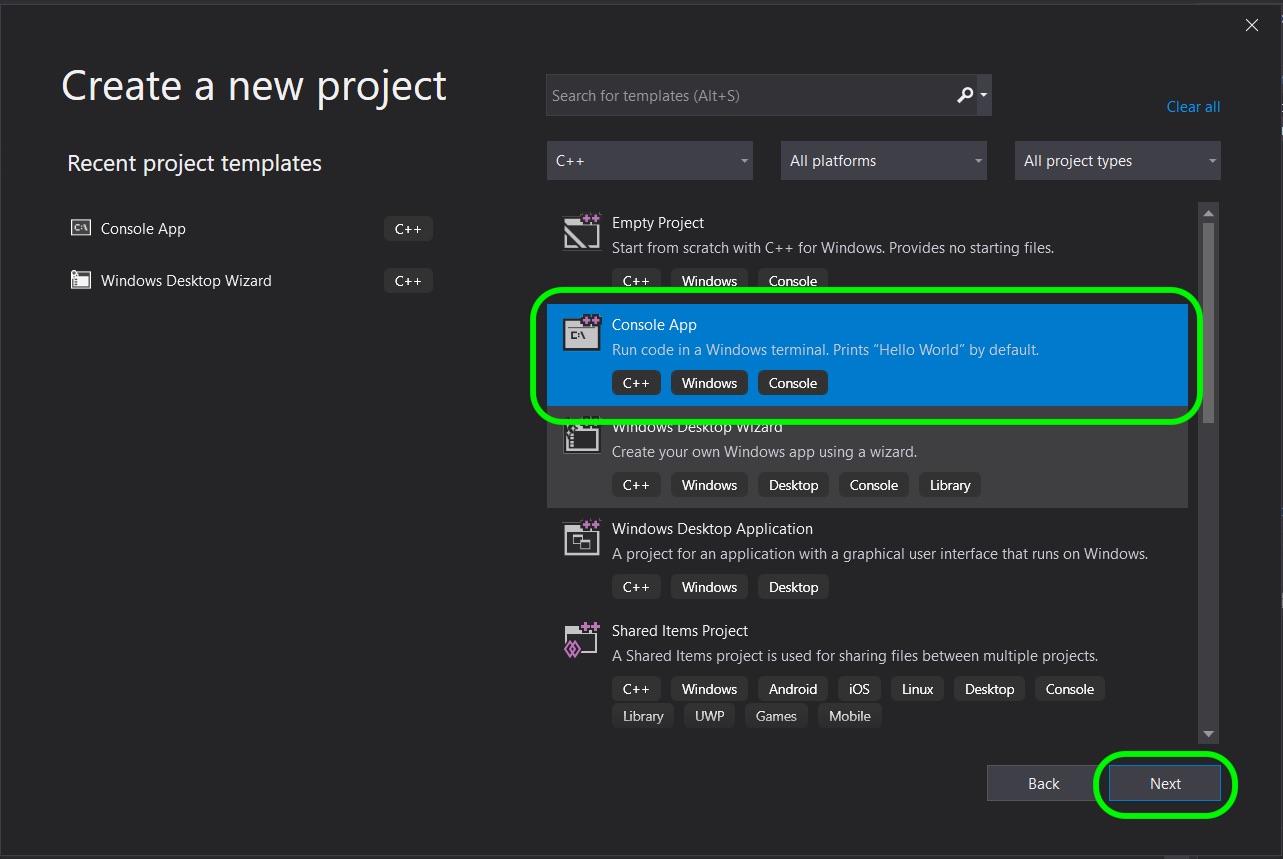 Create a new project
Search for templates (Alt+S)
Clear all
Recent project templates
C++
All platforms
All project types
Console App C++
Windows Desktop Wizard C++
Empty Project
Start from scratch with C++ for Windows. Provides no starting files.
C++ Windows Console
Console App
Run code in a Windows terminal. Prints "Hello World" by default.
C++ Windows Console
Windows Desktop Wizard
Create your own Windows app using a wizard.
C++ Windows Desktop Console Library
Windows Desktop Application
A project for an application with a graphical user interface that runs on Windows.
C++ Windows Desktop
Shared Items Project
A Shared Items project is used for sharing files between multiple projects.
C++ Windows Android iOS Linux Desktop Console
Library UWP Games Mobile
Back Next